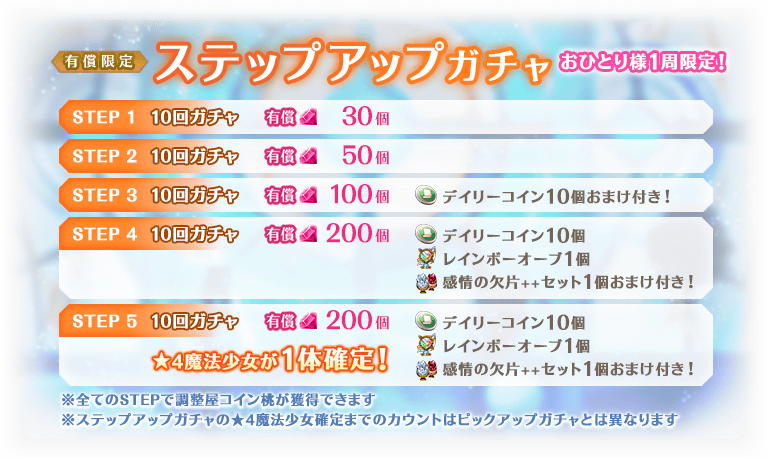 有償限定 ステップアップガチャ おひとり様1周限定!
STEP 1 10回ガチャ 有償 30個
STEP 2 10回ガチャ 有償 50個
STEP 3 10回ガチャ 有償 100個 デイリーコイン10個おまけ付き!
STEP 4 10回ガチャ 有償 200個 デイリーコイン10個
レインボーオーブ1個
感情の欠片++セット1個おまけ付き!
STEP 5 10回ガチャ 有償 200個 デイリーコイン10個
★4魔法少女が1体確定! レインボーオーブ1個
感情の欠片++セット1個おまけ付き!
※全てのSTEPで調整屋コイン桃が獲得できます
※ステップアップガチャの★4魔法少女確定までのカウントはピックアップガチャとは異なります